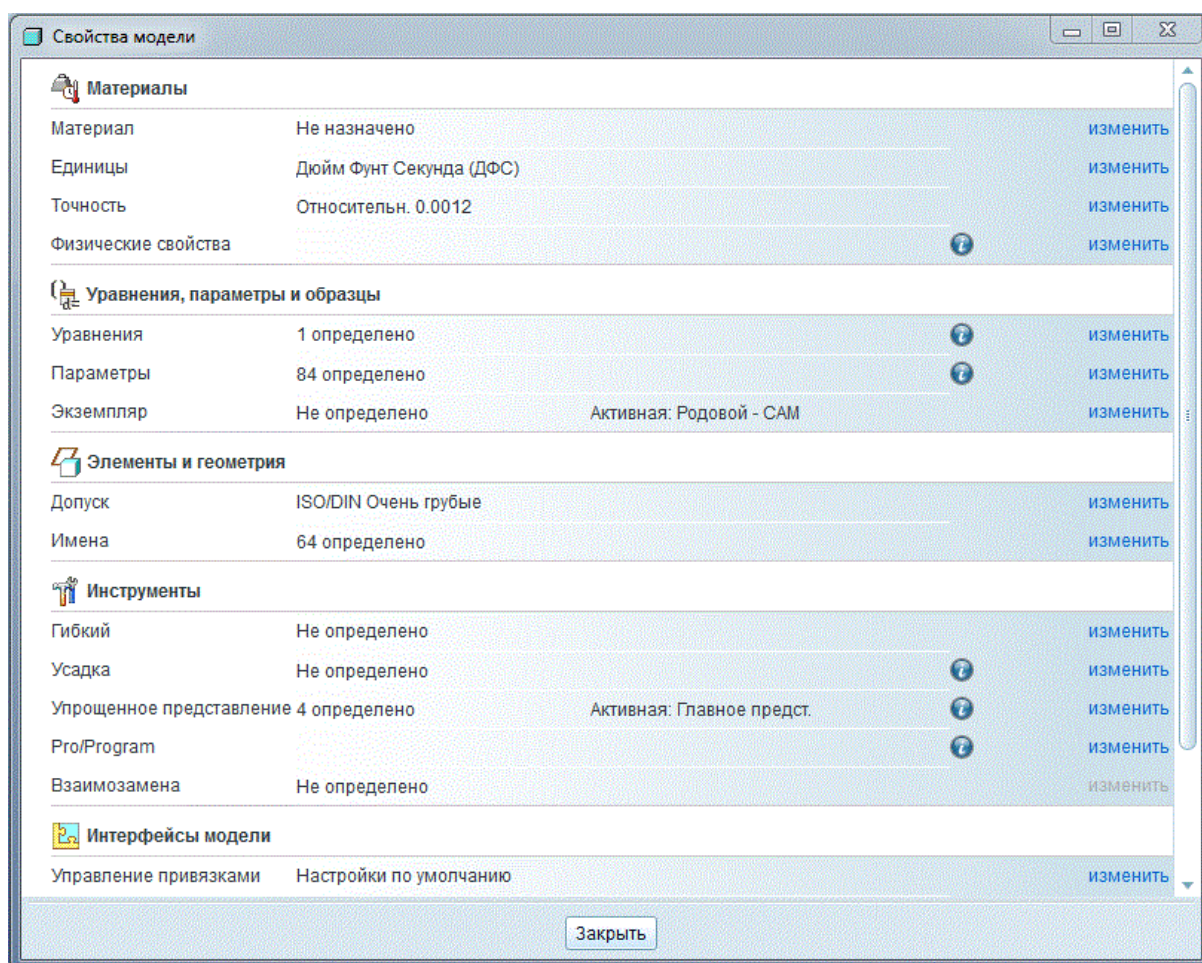 Свойства модели
Материалы
Материал Не назначено изменить
Единицы Дюйм Фунт Секунда (ДФС) изменить
Точность Относительн. 0.0012 изменить
Физические свойства изменить
Уравнения, параметры и образцы
Уравнения 1 определено изменить
Параметры 84 определено изменить
Экземпляр Не определено Активная: Родовой - CAM изменить
Элементы и геометрия
Допуск ISO/DIN Очень грубые изменить
Имена 64 определено изменить
Инструменты
Гибкий Не определено изменить
Усадка Не определено изменить
Упрощенное представление 4 определено Активная: Главное предст. изменить
Pro/Program изменить
Взаимозамена Не определено изменить
Интерфейсы модели
Управление привязками Настройки по умолчанию изменить
Закрыть